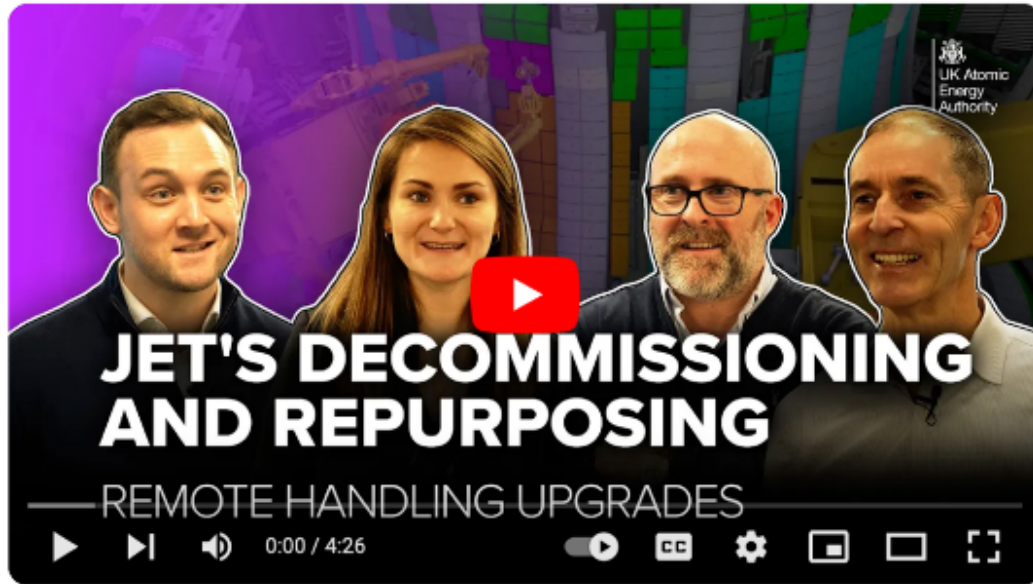 UK Atomic
Energy
Authority
JET'S DECOMMISSIONING
AND REPURPOSING
REMOTE HANDLING UPGRADES
0:00 / 4:26
CC